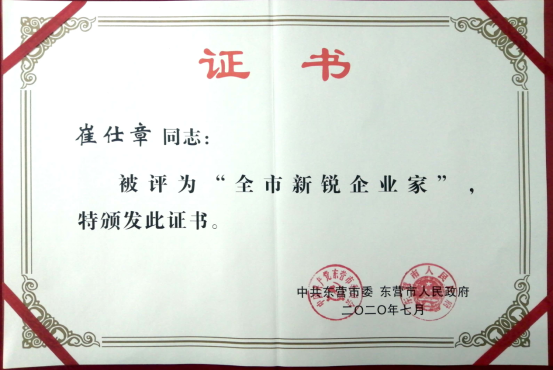 证书
崔仕章同志：
被评为“全市新锐企业家”，
特颁发此证书。
中共东营市委 东营市人民政府
二〇二〇年七月